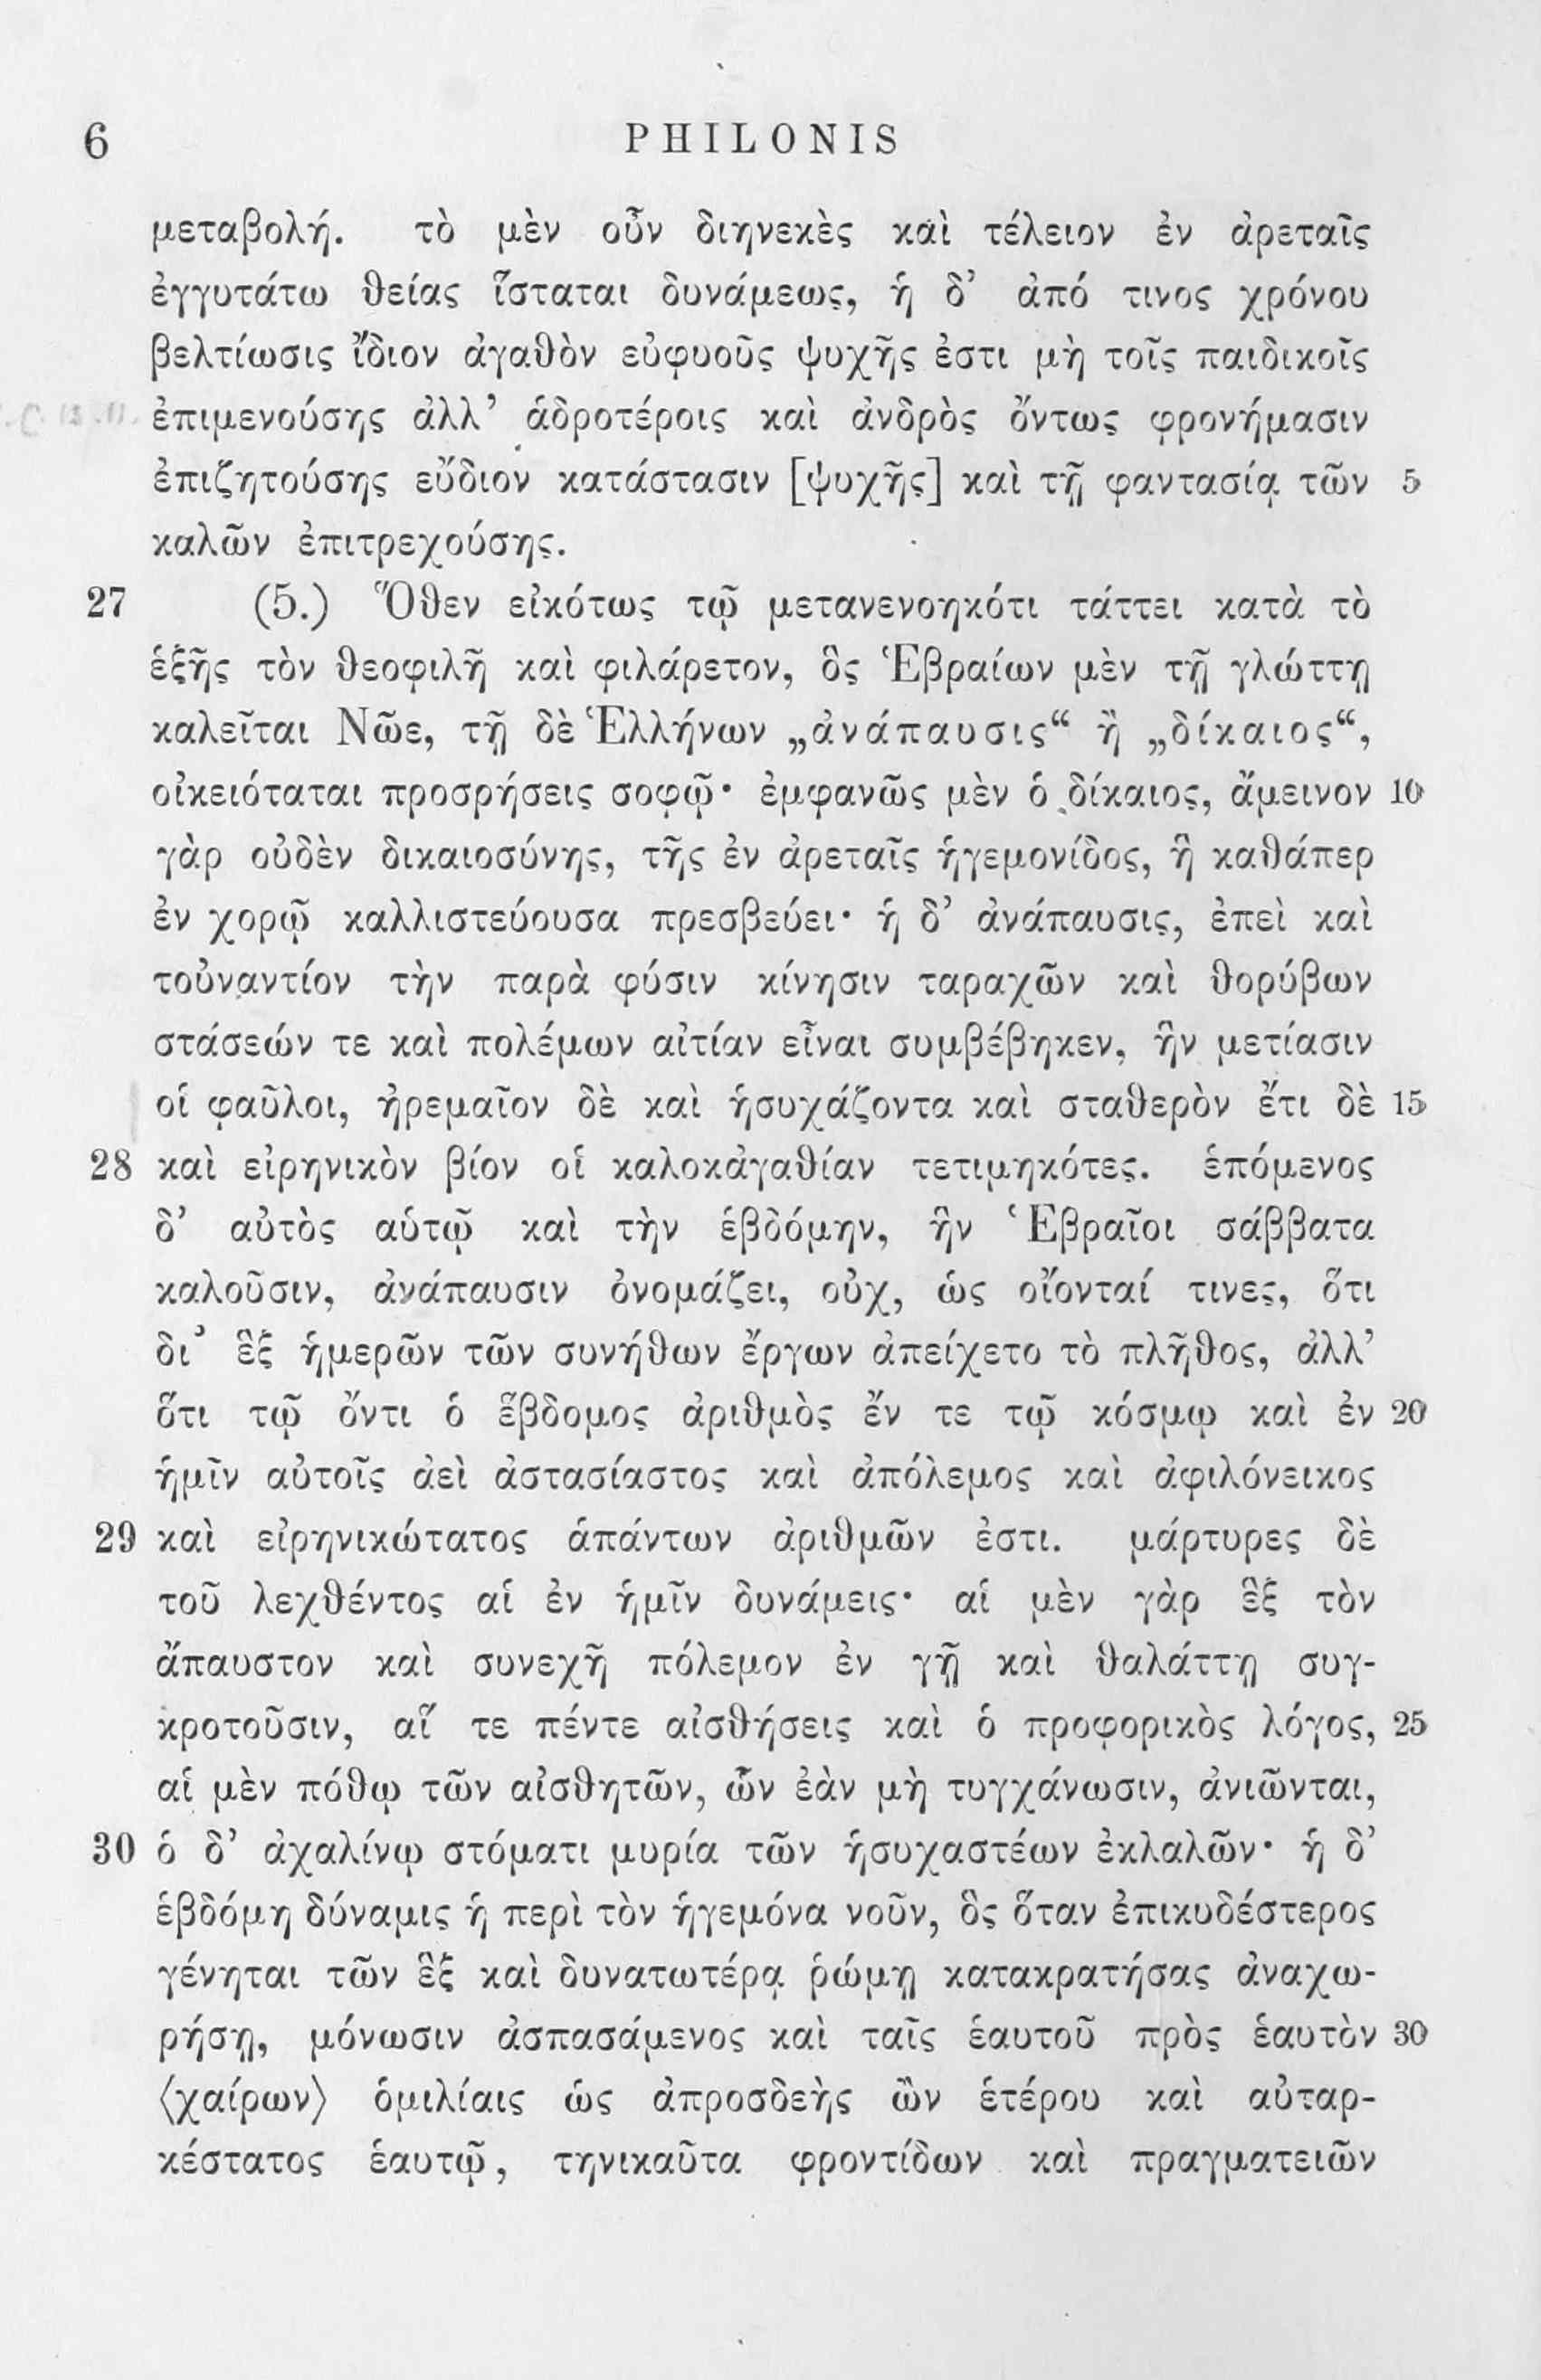 6 PHILONIS
μεταβολή. τὸ μὲν οὖν διηνεκὲς καὶ τέλειον ἐν ἀρεταῖς
ἐγγυτάτω θείας ἵσταται δυνάμεως, ἡ δ’ ἀπό τινος χρόνου
βελτίωσις ἴδιον ἀγαθὸν εὐφυοῦς ψυχῆς ἐστι μὴ τοῖς παιδικοῖς
ἐπιμενούσης ἀλλ’ ἁδροτέροις καὶ ἀνδρὸς ὄντως φρονήμασιν
ἐπιζητούσης εὔδιον κατάστασιν [ψυχῆς] καὶ τῇ φαντασίᾳ τῶν 5
καλῶν ἐπιτρεχούσης.
27 (5.) Ὅθεν εἰκότως τῷ μετανενοηκότι τάττει κατὰ τὸ
ἑξῆς τὸν θεοφιλῆ καὶ φιλάρετον, ὃς Ἑβραίων μὲν τῇ γλώττῃ
καλεῖται Νῶε, τῇ δὲ Ἑλλήνων „ἀνάπαυσις“ ἢ „δίκαιος“,
οἰκειόταται προσρήσεις σοφῷ· ἐμφανῶς μὲν ὁ δίκαιος, ἄμεινον 10
γὰρ οὐδὲν δικαιοσύνης, τῆς ἐν ἀρεταῖς ἡγεμονίδος, ἣ καθάπερ
ἐν χορῷ καλλιστεύουσα πρεσβεύει· ἡ δ’ ἀνάπαυσις, ἐπεὶ καὶ
τοὐναντίον τὴν παρὰ φύσιν κίνησιν ταραχῶν καὶ θορύβων
στάσεών τε καὶ πολέμων αἰτίαν εἶναι συμβέβηκεν, ἣν μετίασιν
οἱ φαῦλοι, ἠρεμαῖον δὲ καὶ ἡσυχάζοντα καὶ σταθερὸν ἔτι δὲ 15
28 καὶ εἰρηνικὸν βίον οἱ καλοκἀγαθίαν τετιμηκότες. ἑπόμενος
δ’ αὐτὸς αὑτῷ καὶ τὴν ἑβδόμην, ἣν Ἑβραῖοι σάββατα
καλοῦσιν, ἀνάπαυσιν ὀνομάζει, οὐχ, ὡς οἴονταί τινες, ὅτι
δι’ ἓξ ἡμερῶν τῶν συνήθων ἔργων ἀπείχετο τὸ πλῆθος, ἀλλ’
ὅτι τῷ ὄντι ὁ ἕβδομος ἀριθμὸς ἔν τε τῷ κόσμῳ καὶ ἐν 20
ἡμῖν αὐτοῖς ἀεὶ ἀστασίαστος καὶ ἀπόλεμος καὶ ἀφιλόνεικος
29 καὶ εἰρηνικώτατος ἁπάντων ἀριθμῶν ἐστι. μάρτυρες δὲ
τοῦ λεχθέντος αἱ ἐν ἡμῖν δυνάμεις· αἱ μὲν γὰρ ἓξ τὸν
ἄπαυστον καὶ συνεχῆ πόλεμον ἐν γῇ καὶ θαλάττῃ συγ-
κροτοῦσιν, αἵ τε πέντε αἰσθήσεις καὶ ὁ προφορικὸς λόγος, 25
αἱ μὲν πόθῳ τῶν αἰσθητῶν, ὧν ἐὰν μὴ τυγχάνωσιν, ἀνιῶνται,
30 ὁ δ’ ἀχαλίνῳ στόματι μυρία τῶν ἡσυχαστέων ἐκλαλῶν· ἡ δ’
ἑβδόμη δύναμις ἡ περὶ τὸν ἡγεμόνα νοῦν, ὃς ὅταν ἐπικυδέστερος
γένηται τῶν ἓξ καὶ δυνατωτέρᾳ ῥώμῃ κατακρατήσας ἀναχω-
ρήσῃ, μόνωσιν ἀσπασάμενος καὶ ταῖς ἑαυτοῦ πρὸς ἑαυτὸν 30
⟨χαίρων⟩ ὁμιλίαις ὡς ἀπροσδεὴς ὢν ἑτέρου καὶ αὐταρ-
κέστατος ἑαυτῷ, τηνικαῦτα φροντίδων καὶ πραγματειῶν